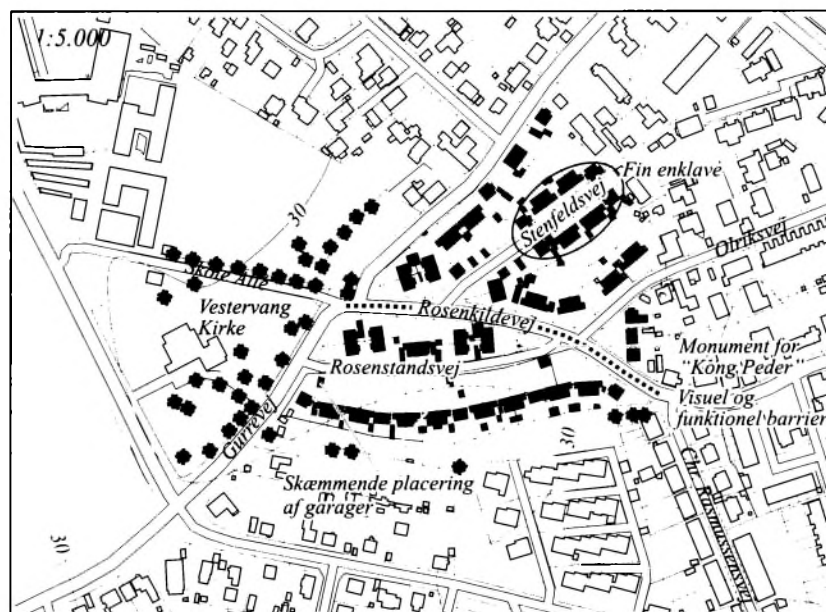 1:5.000
Fin enklave
30
Stenfeldsvej
Olriksvej
Skole Allé
Vestervang
Kirke
Rosenkildevej
Monument for
"Kong Peder"
Rosenstandsvej
Visuel og
funktionel barriere
Gurrevej
30
Skæmmende placering
af garager
Chr. Rasmussensvej
30